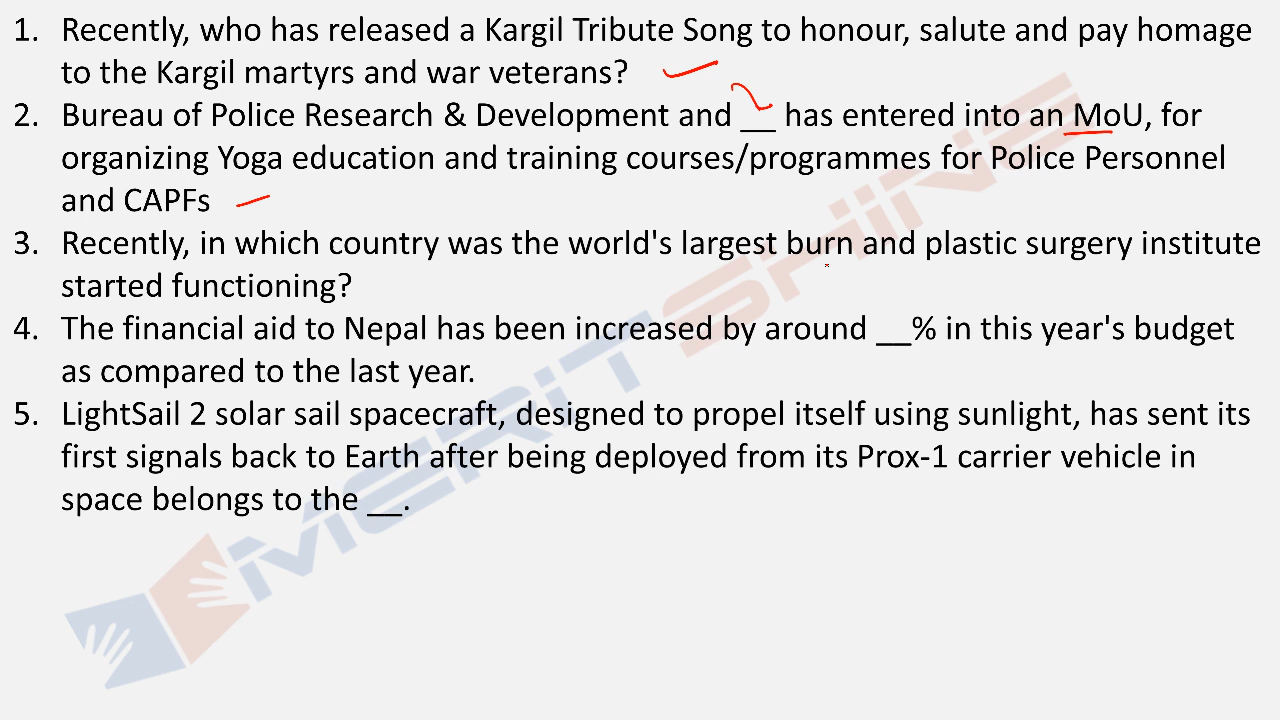 1. Recently, who has released a Kargil Tribute Song to honour, salute and pay homage
to the Kargil martyrs and war veterans?
2. Bureau of Police Research & Development and __ has entered into an MoU, for
organizing Yoga education and training courses/programmes for Police Personnel
and CAPFs
3. Recently, in which country was the world's largest burn and plastic surgery institute
started functioning?
4. The financial aid to Nepal has been increased by around __% in this year's budget
as compared to the last year.
5. LightSail 2 solar sail spacecraft, designed to propel itself using sunlight, has sent its
first signals back to Earth after being deployed from its Prox-1 carrier vehicle in
space belongs to the __.
MERiT SHiiNE